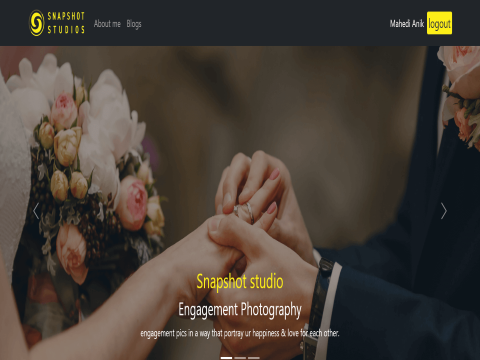 SNAPSHOT
STUDIOS
About me Blogs
Mahedi Anik logout
Snapshot studio
Engagement Photography
engagement pics in a way that portray ur happiness & love for each other.